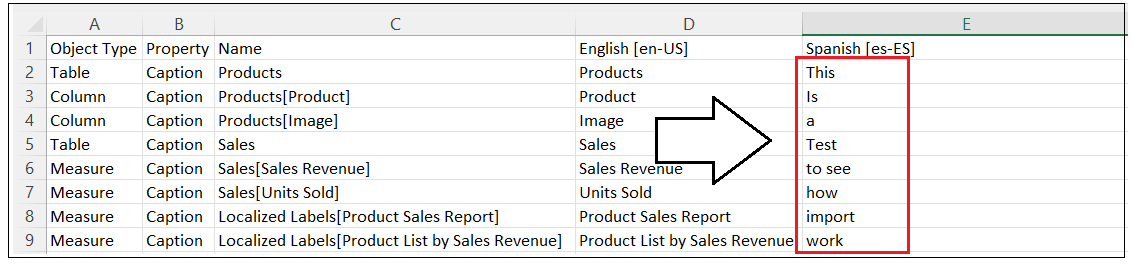 A B C D E
1 Object Type Property Name English [en-US] Spanish [es-ES]
2 Table Caption Products Products This
3 Column Caption Products[Product] Product Is
4 Column Caption Products[Image] Image a
5 Table Caption Sales Sales Test
6 Measure Caption Sales[Sales Revenue] Sales Revenue to see
7 Measure Caption Sales[Units Sold] Units Sold how
8 Measure Caption Localized Labels[Product Sales Report] Product Sales Report import
9 Measure Caption Localized Labels[Product List by Sales Revenue] Product List by Sales Revenue work